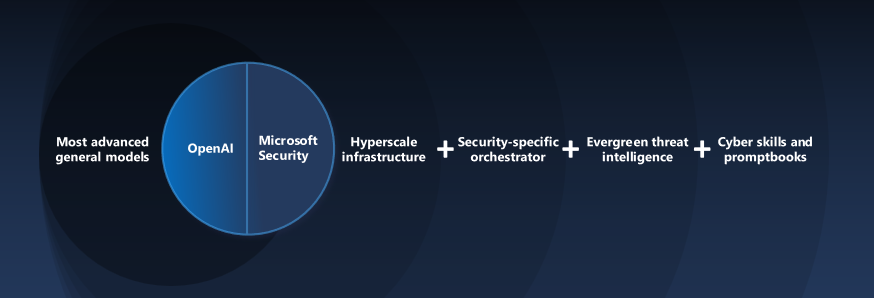 Most advanced
general models
OpenAI
Microsoft
Security
Hyperscale
infrastructure
+
Security-specific
orchestrator
+
Evergreen threat
intelligence
+
Cyber skills and
promptbooks